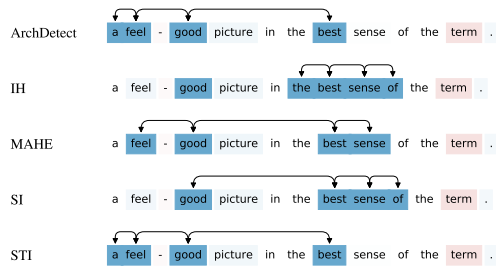 ArchDetect a feel - good picture in the best sense of the term .
IH a feel - good picture in the best sense of the term .
MAHE a feel - good picture in the best sense of the term .
SI a feel - good picture in the best sense of the term .
STI a feel - good picture in the best sense of the term .